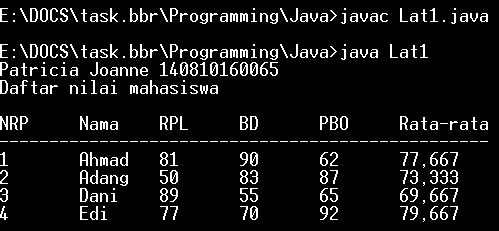 E:\DOCS\task.bbr\Programming\Java>javac Lat1.java
E:\DOCS\task.bbr\Programming\Java>java Lat1
Patricia Joanne 140810160065
Daftar nilai mahasiswa
NRP Nama RPL BD PBO Rata-rata
--------------------------------------------------------------
1 Ahmad 81 90 62 77,667
2 Adang 50 83 87 73,333
3 Dani 89 55 65 69,667
4 Edi 77 70 92 79,667